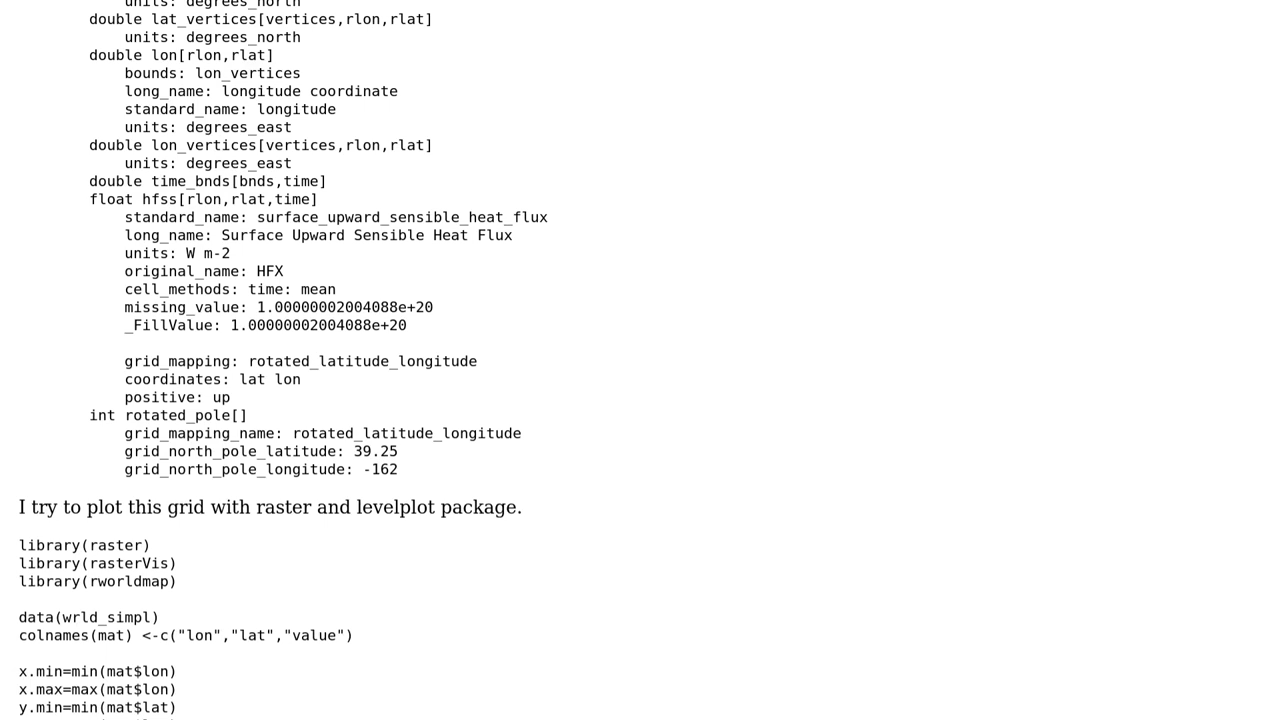 units: degrees_north
double lat_vertices[vertices,rlon,rlat]
units: degrees_north
double lon[rlon,rlat]
bounds: lon_vertices
long_name: longitude coordinate
standard_name: longitude
units: degrees_east
double lon_vertices[vertices,rlon,rlat]
units: degrees_east
double time_bnds[bnds,time]
float hfss[rlon,rlat,time]
standard_name: surface_upward_sensible_heat_flux
long_name: Surface Upward Sensible Heat Flux
units: W m-2
original_name: HFX
cell_methods: time: mean
missing_value: 1.00000002004088e+20
_FillValue: 1.00000002004088e+20
grid_mapping: rotated_latitude_longitude
coordinates: lat lon
positive: up
int rotated_pole[]
grid_mapping_name: rotated_latitude_longitude
grid_north_pole_latitude: 39.25
grid_north_pole_longitude: -162
I try to plot this grid with raster and levelplot package.
library(raster)
library(rasterVis)
library(rworldmap)
data(wrld_simpl)
colnames(mat) <-c("lon","lat","value")
x.min=min(mat$lon)
x.max=max(mat$lon)
y.min=min(mat$lat)